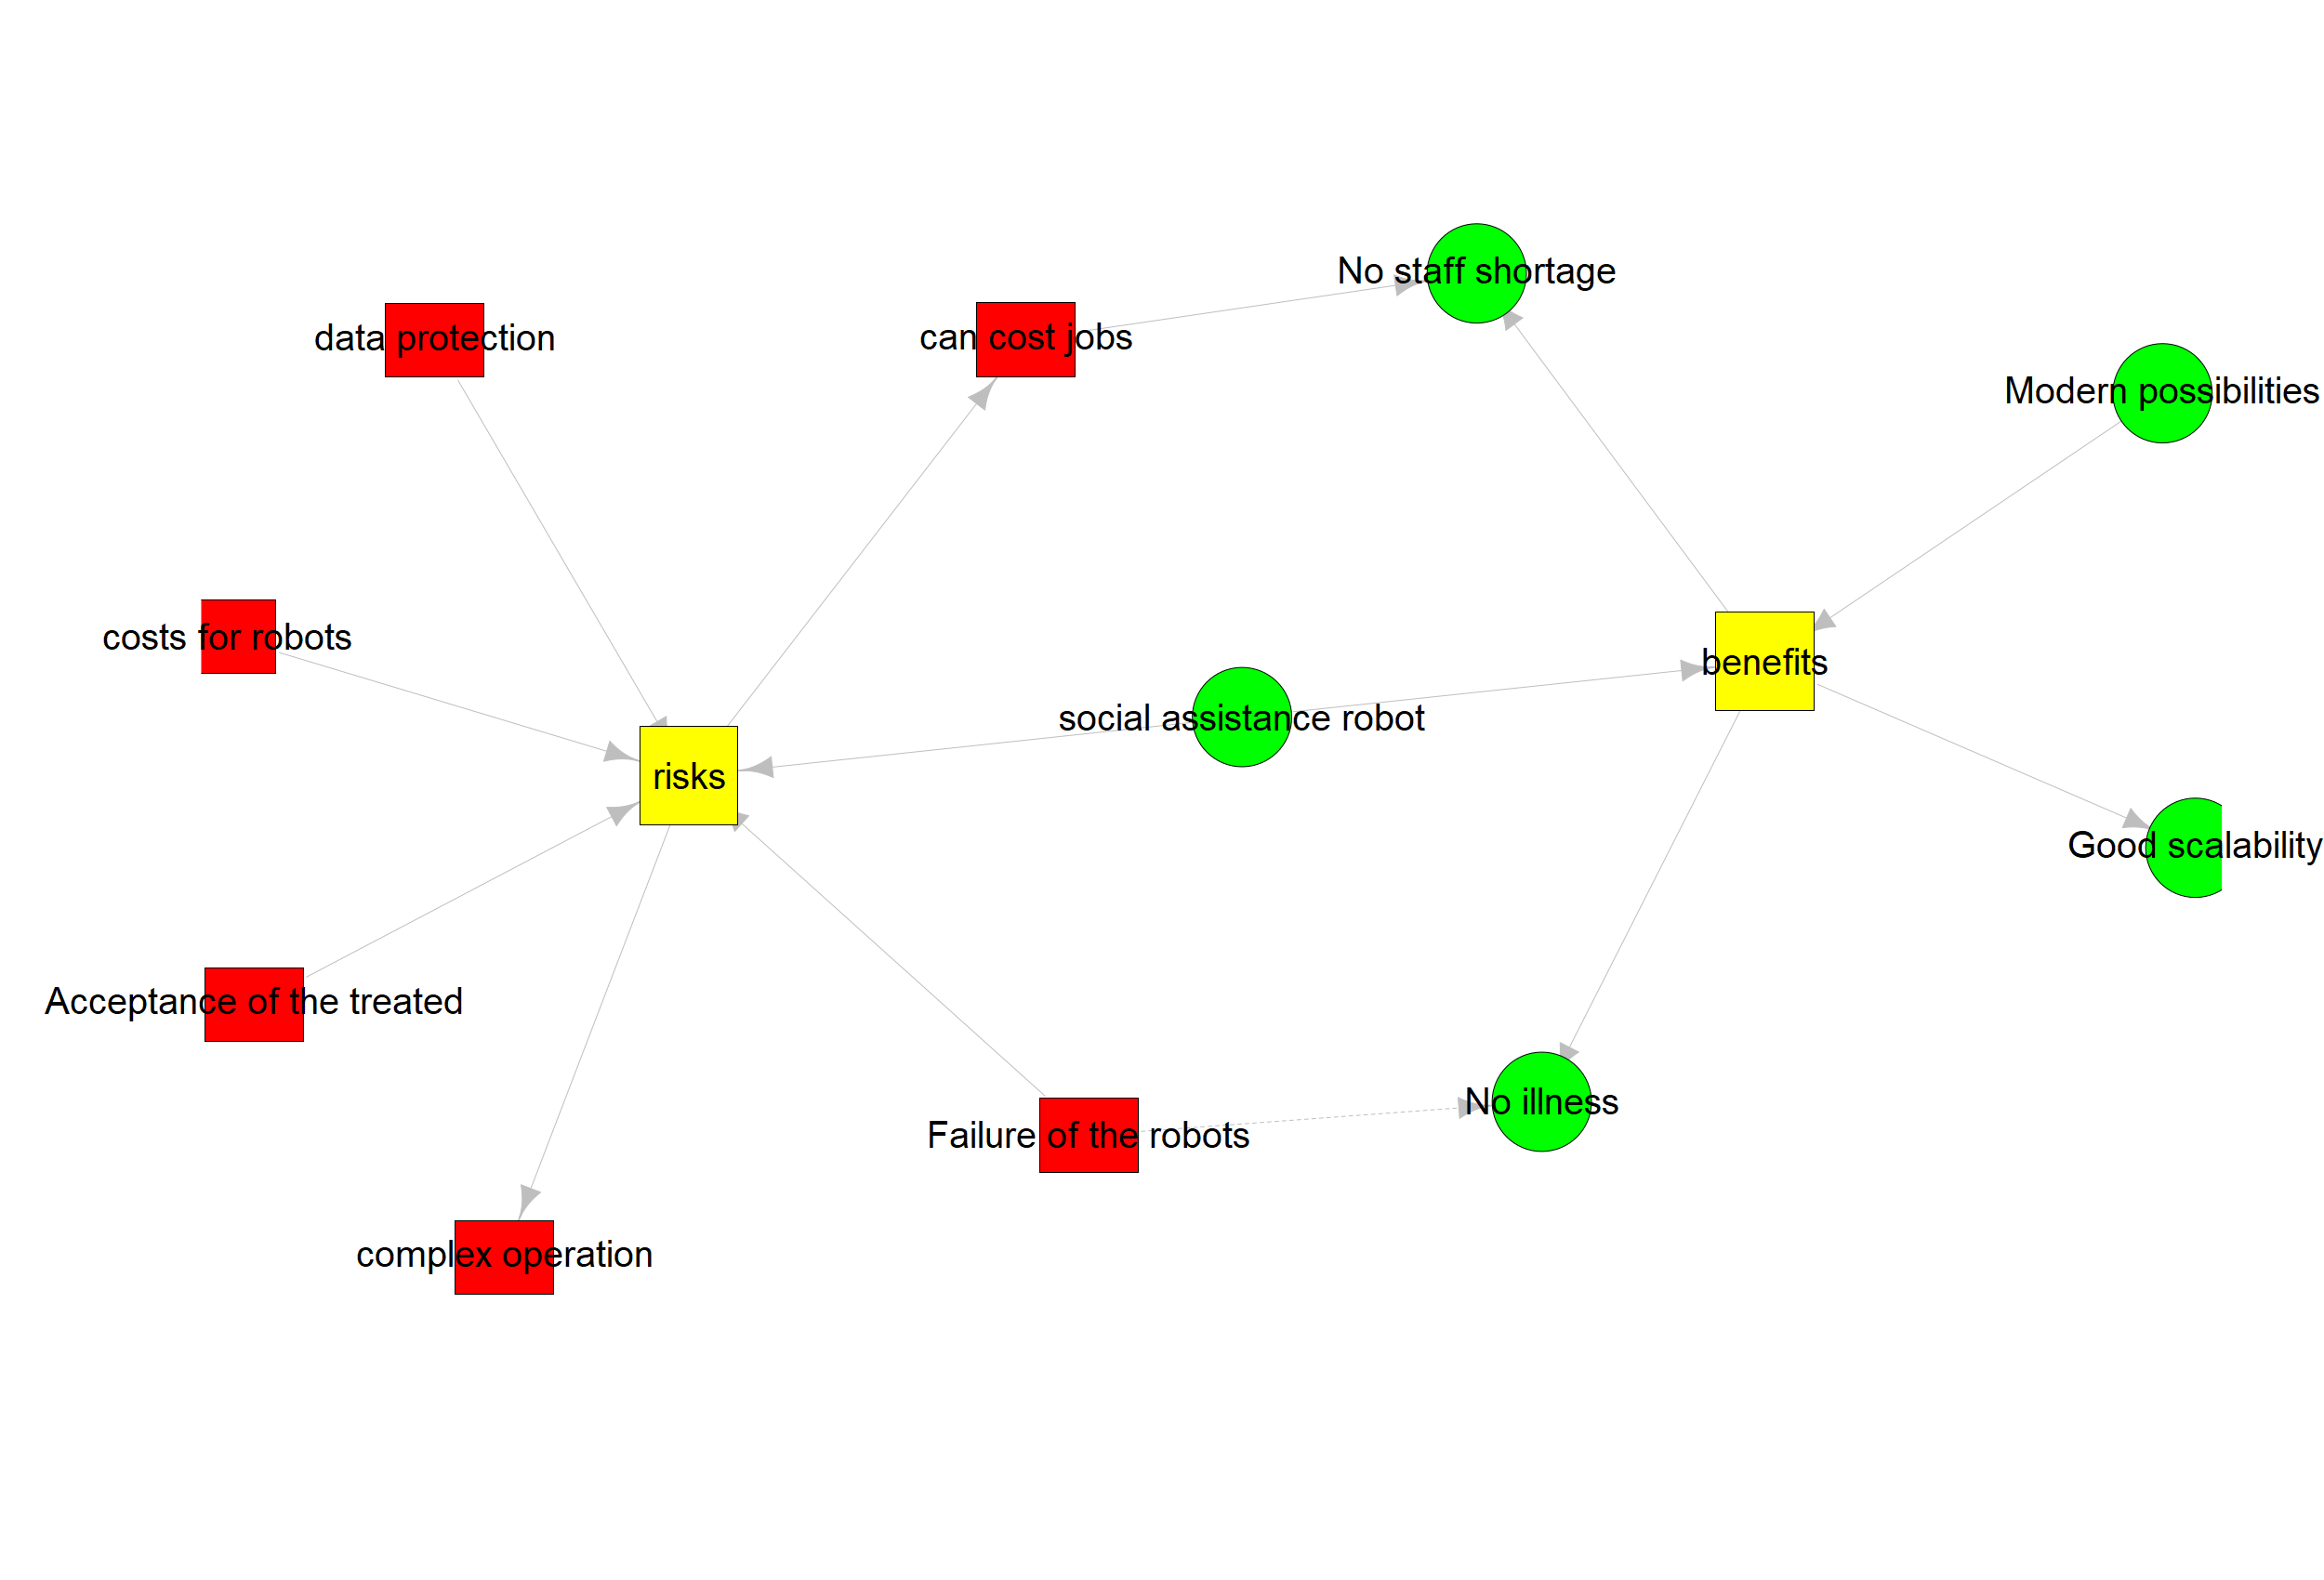 No staff shortage
data protection
can cost jobs
Modern possibilities
costs for robots
benefits
social assistance robot
risks
Good scalability
Acceptance of the treated
No illness
Failure of the robots
complex operation